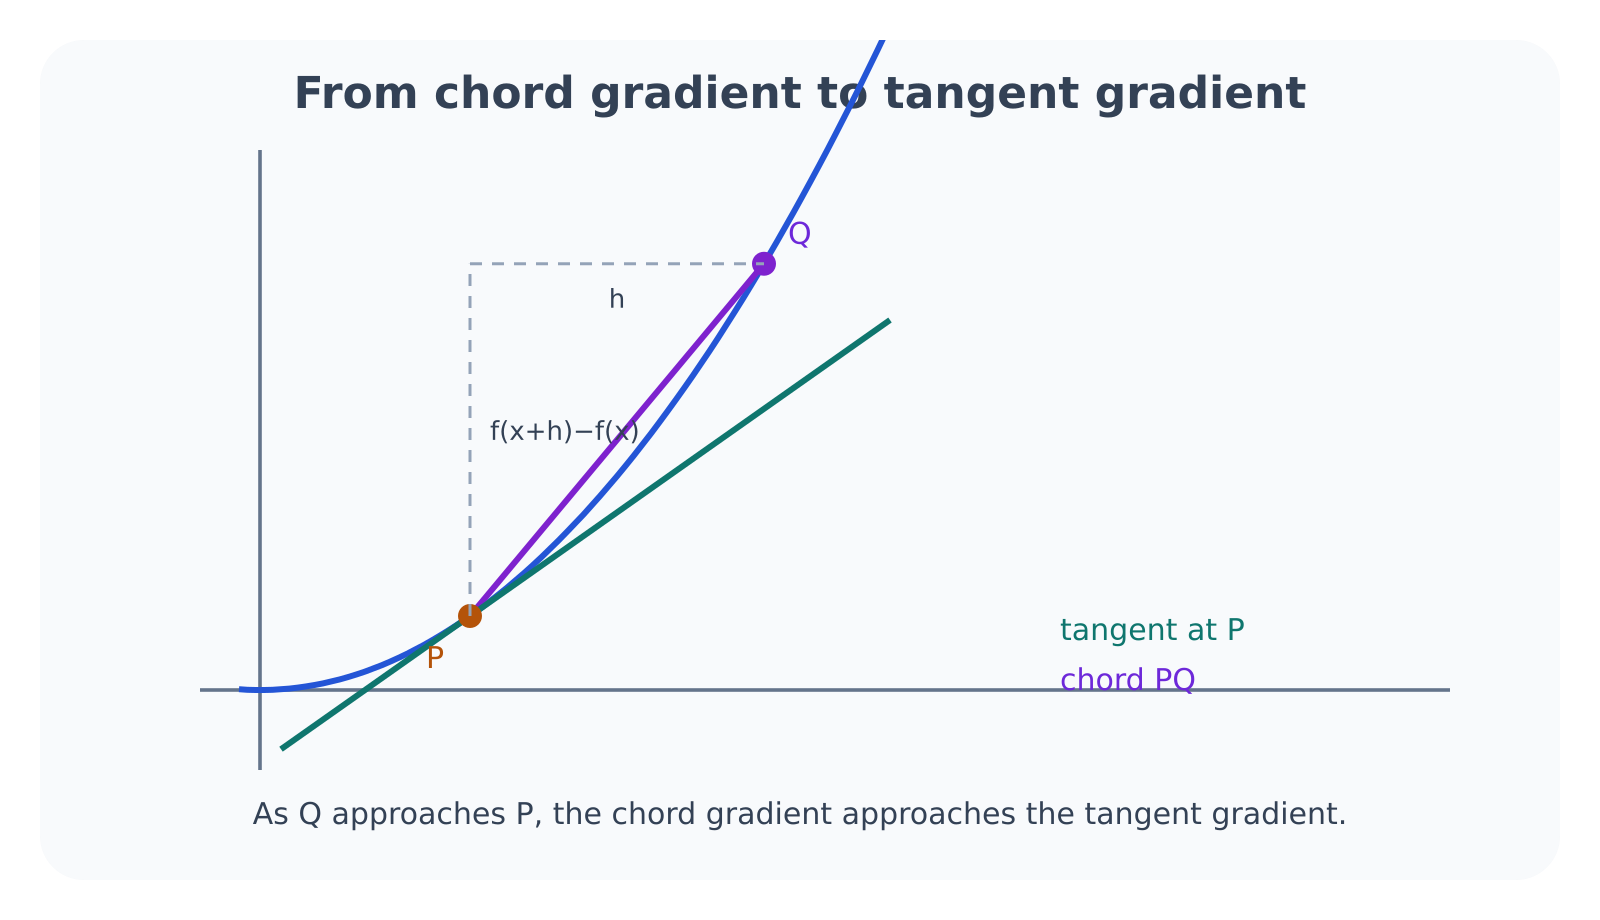 From chord gradient to tangent gradient
Q
h
f(x+h)−f(x)
P
tangent at P
chord PQ
As Q approaches P, the chord gradient approaches the tangent gradient.